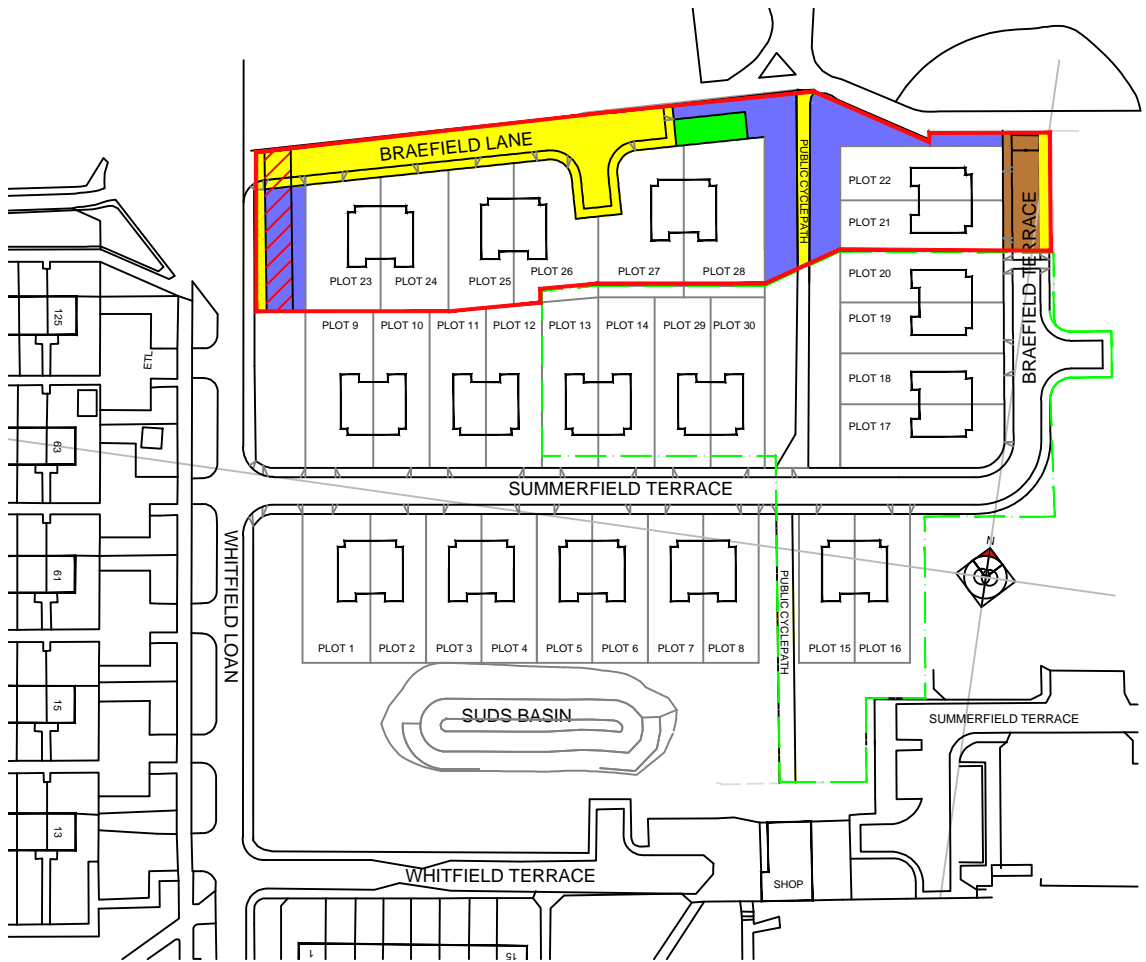 BRAEFIELD LANE
PUBLIC CYCLEPATH
PLOT 22
PLOT 21
BRAEFIELD TERRACE
PLOT 23
PLOT 24
PLOT 25
PLOT 26
PLOT 27
PLOT 28
PLOT 20
PLOT 19
PLOT 18
PLOT 17
BRAEFIELD TERRACE
PLOT 9
PLOT 10
PLOT 11
PLOT 12
PLOT 13
PLOT 14
PLOT 29
PLOT 30
125
ETL
63
61
15
13
SUMMERFIELD TERRACE
WHITFIELD LOAN
N
PUBLIC CYCLEPATH
PLOT 1
PLOT 2
PLOT 3
PLOT 4
PLOT 5
PLOT 6
PLOT 7
PLOT 8
PLOT 15
PLOT 16
SUDS BASIN
SUMMERFIELD TERRACE
WHITFIELD TERRACE
SHOP
1
15